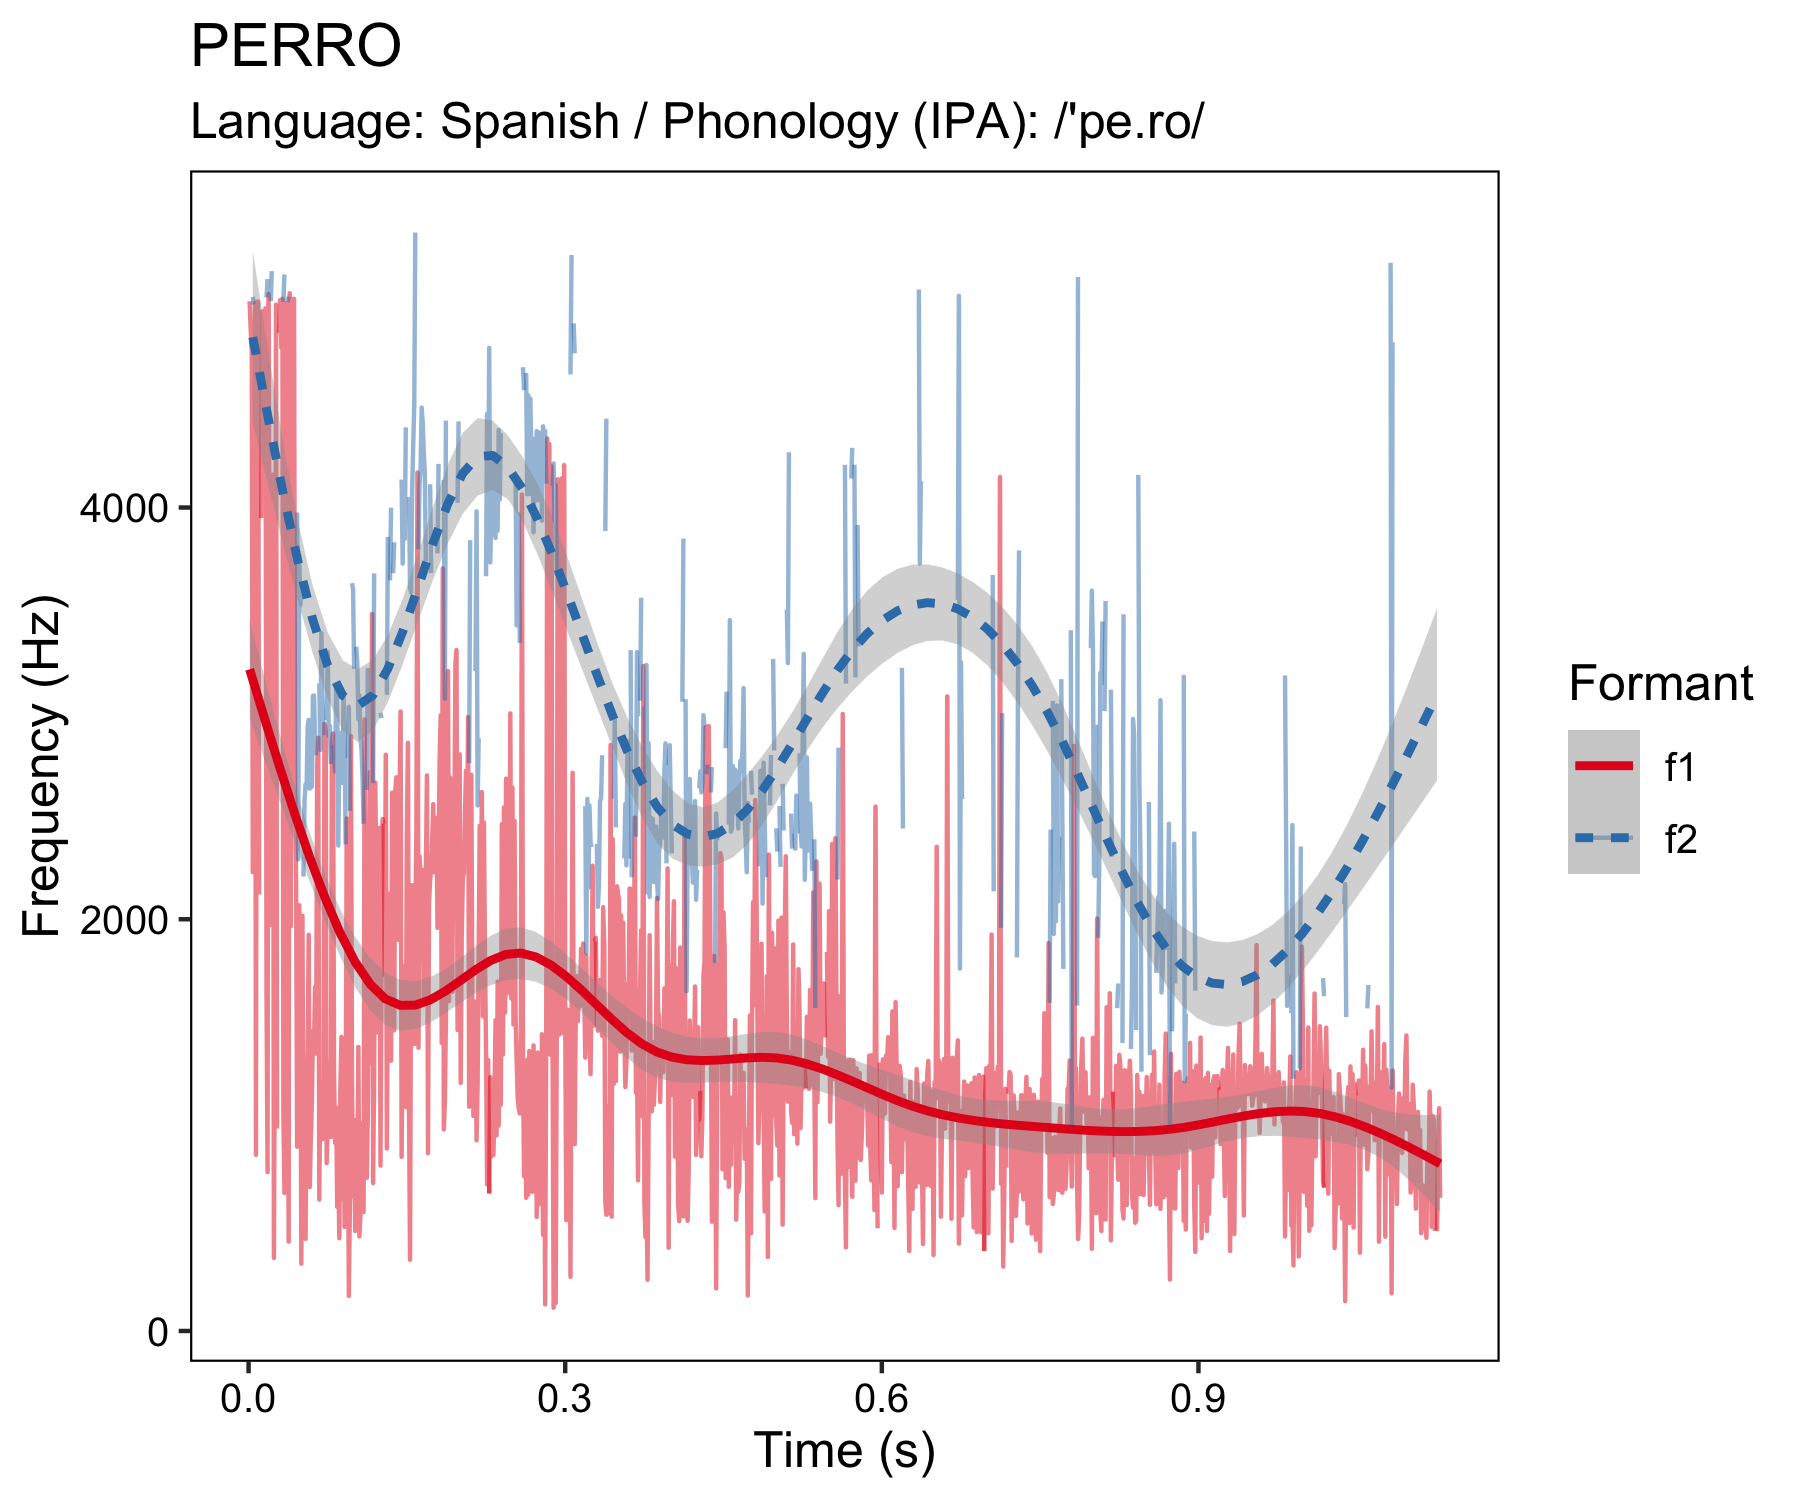 PERRO
Language: Spanish / Phonology (IPA): /'pe.ro/
Frequency (Hz)
4000
2000
0
0.0 0.3 0.6 0.9
Time (s)
Formant
f1
f2